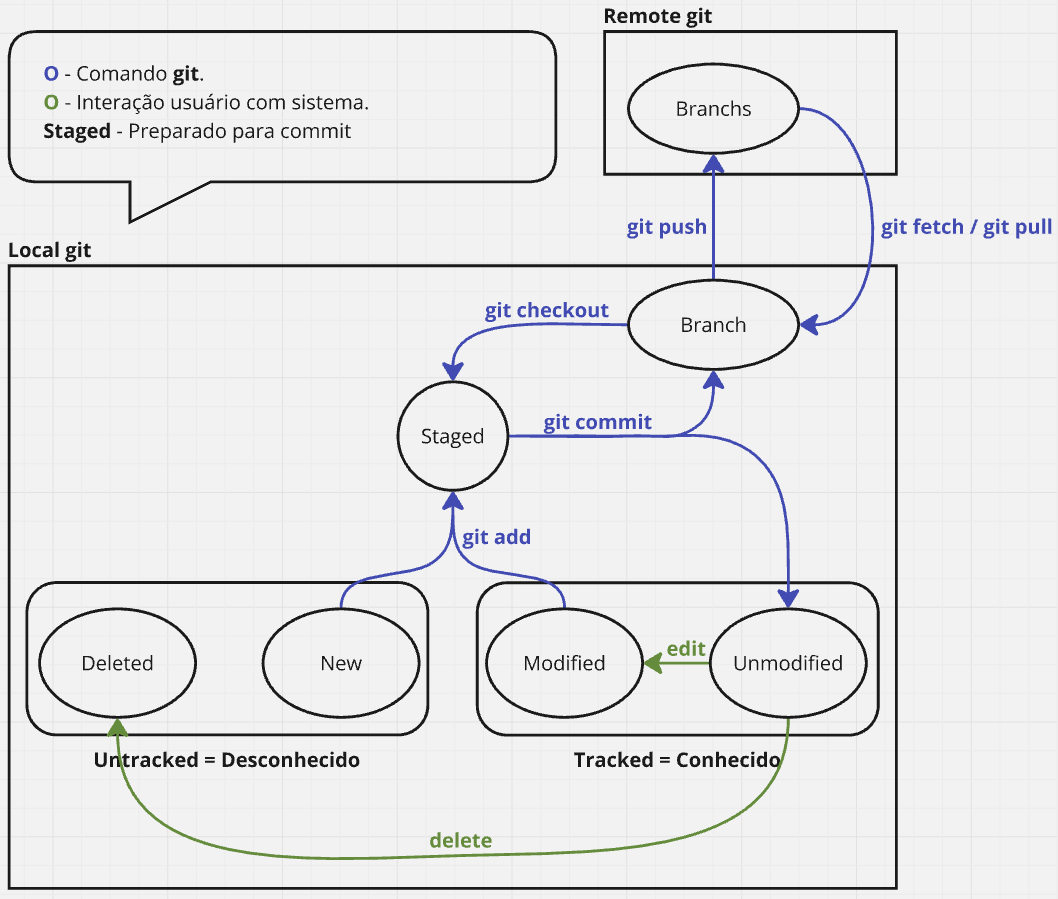 Remote git
O - Comando git.
O - Interação usuário com sistema.
Staged - Preparado para commit
Branchs
git push
git fetch / git pull
Local git
git checkout
Branch
git commit
Staged
git add
Deleted
New
Modified
edit
Unmodified
Untracked = Desconhecido
Tracked = Conhecido
delete